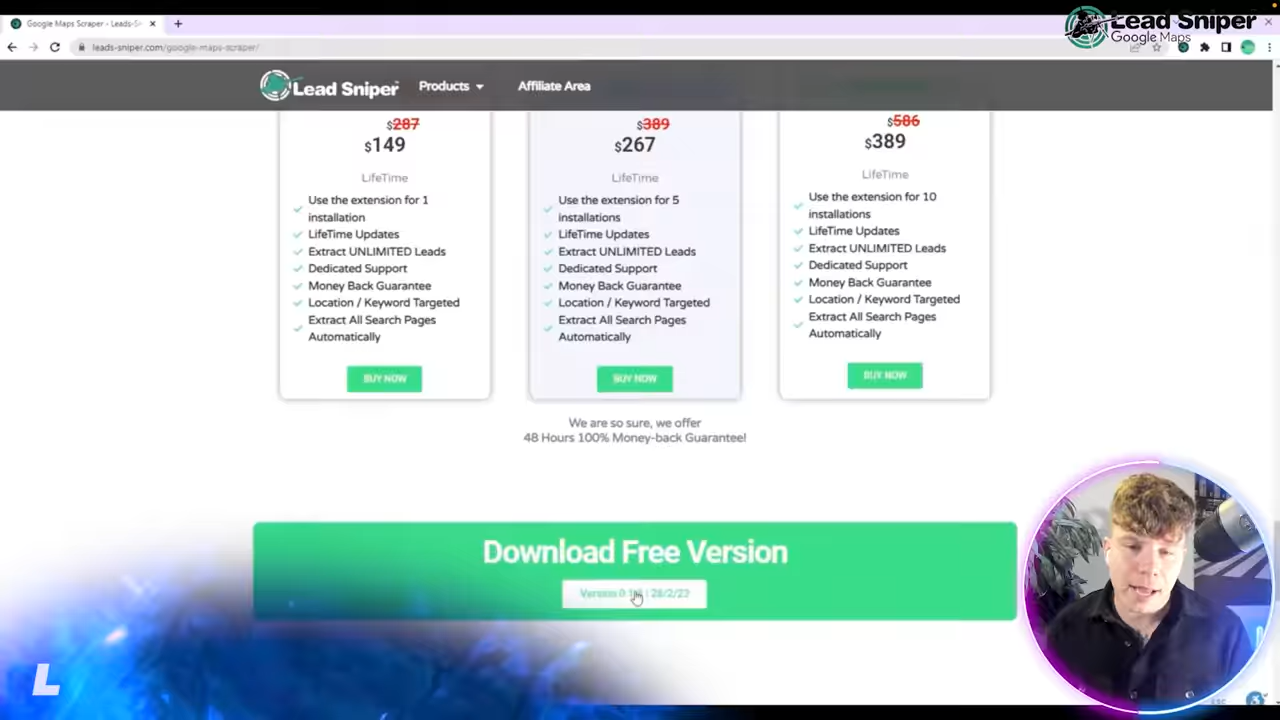 Google Maps Scraper - Leads-S
leads-sniper.com/google-maps-scraper/
Lead Sniper
Google Maps
Lead Sniper
Products
Affiliate Area
$287
$149
LifeTime
Use the extension for 1
installation
LifeTime Updates
Extract UNLIMITED Leads
Dedicated Support
Money Back Guarantee
Location / Keyword Targeted
Extract All Search Pages
Automatically
BUY NOW
$389
$267
LifeTime
Use the extension for 5
installations
LifeTime Updates
Extract UNLIMITED Leads
Dedicated Support
Money Back Guarantee
Location / Keyword Targeted
Extract All Search Pages
Automatically
BUY NOW
$586
$389
LifeTime
Use the extension for 10
installations
LifeTime Updates
Extract UNLIMITED Leads
Dedicated Support
Money Back Guarantee
Location / Keyword Targeted
Extract All Search Pages
Automatically
BUY NOW
We are so sure, we offer
48 Hours 100% Money-back Guarantee!
Download Free Version
Version
L